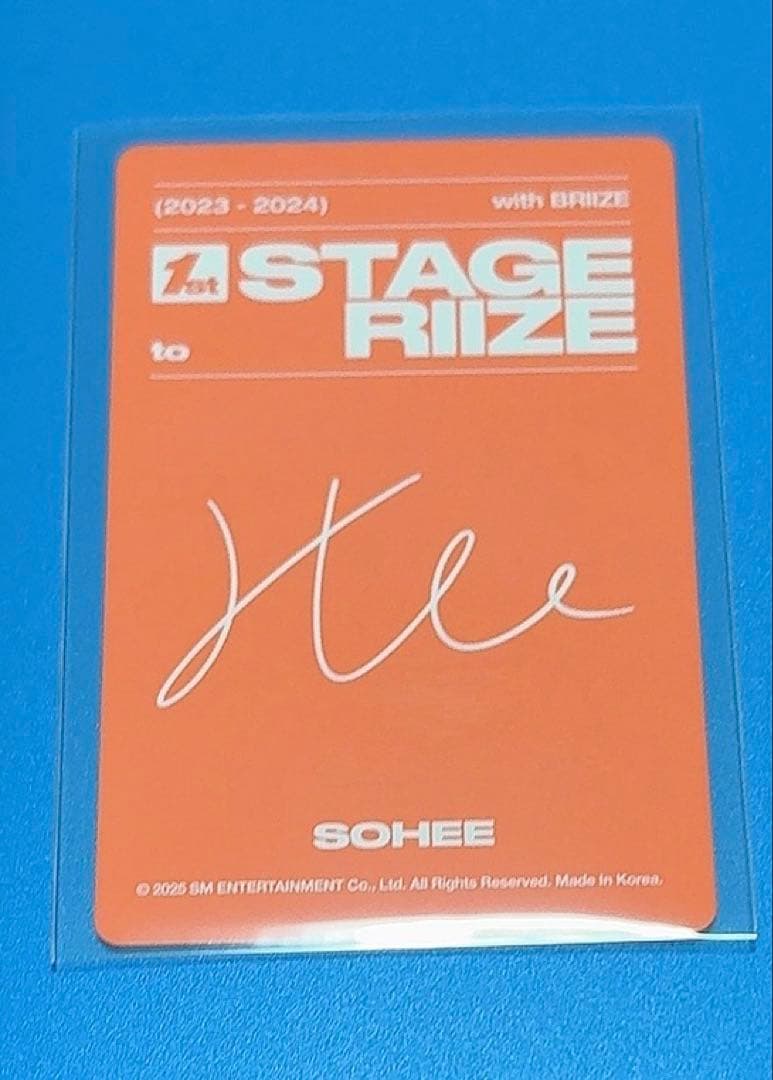 (2023 - 2024) with BRIIZE
1st STAGE
to RIIZE
Hee
SOHEE
© 2025 SM ENTERTAINMENT Co., Ltd. All Rights Reserved. Made in Korea.